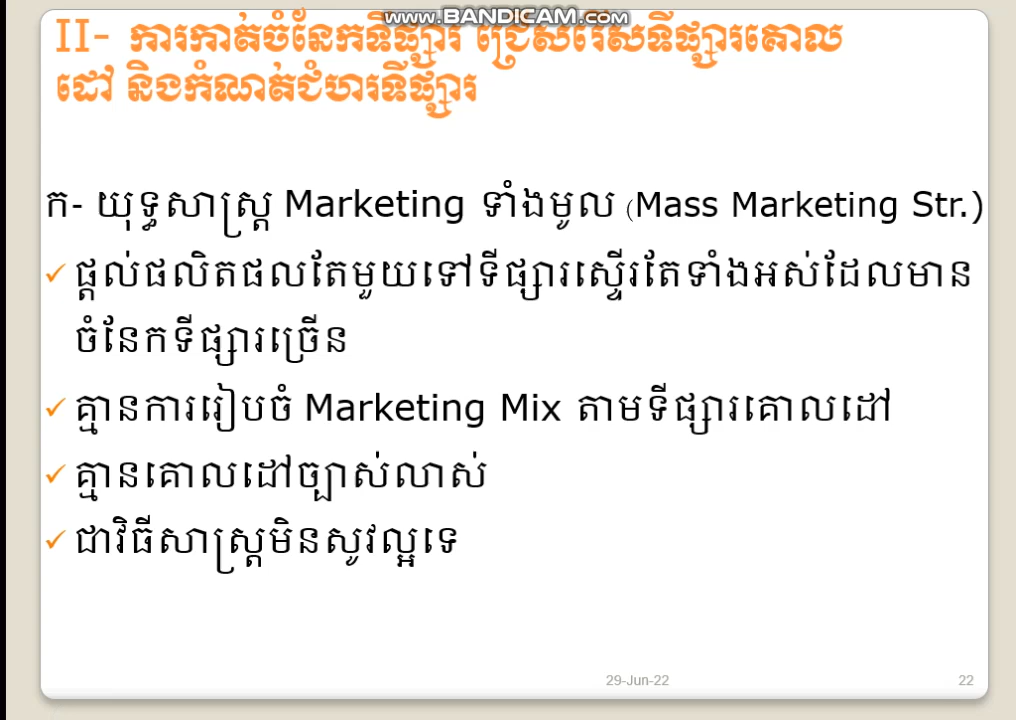 www.BANDICAM.com
II- ការកាត់ចំនែកទីផ្សារ ជ្រើសរើសទីផ្សារគោល
ដៅ និងកំណត់ជំហរទីផ្សារ
ក- យុទ្ធសាស្ត្រ Marketing ទាំងមូល (Mass Marketing Str.)
✓ ផ្តល់ផលិតផលតែមួយទៅទីផ្សារស្ទើរតែទាំងអស់ដែលមាន
ចំនែកទីផ្សារច្រើន
✓ គ្មានការរៀបចំ Marketing Mix តាមទីផ្សារគោលដៅ
✓ គ្មានគោលដៅច្បាស់លាស់
✓ ជាវិធីសាស្ត្រមិនសូវល្អទេ
29-Jun-22 22